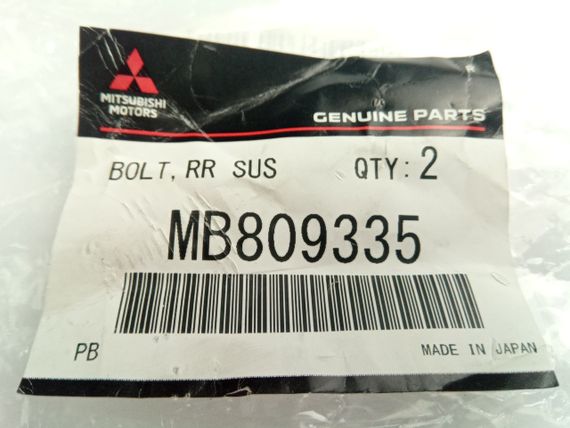 MITSUBISHI
MOTORS
GENUINE PARTS
BOLT, RR SUS QTY: 2
MB809335
PB MADE IN JAPAN